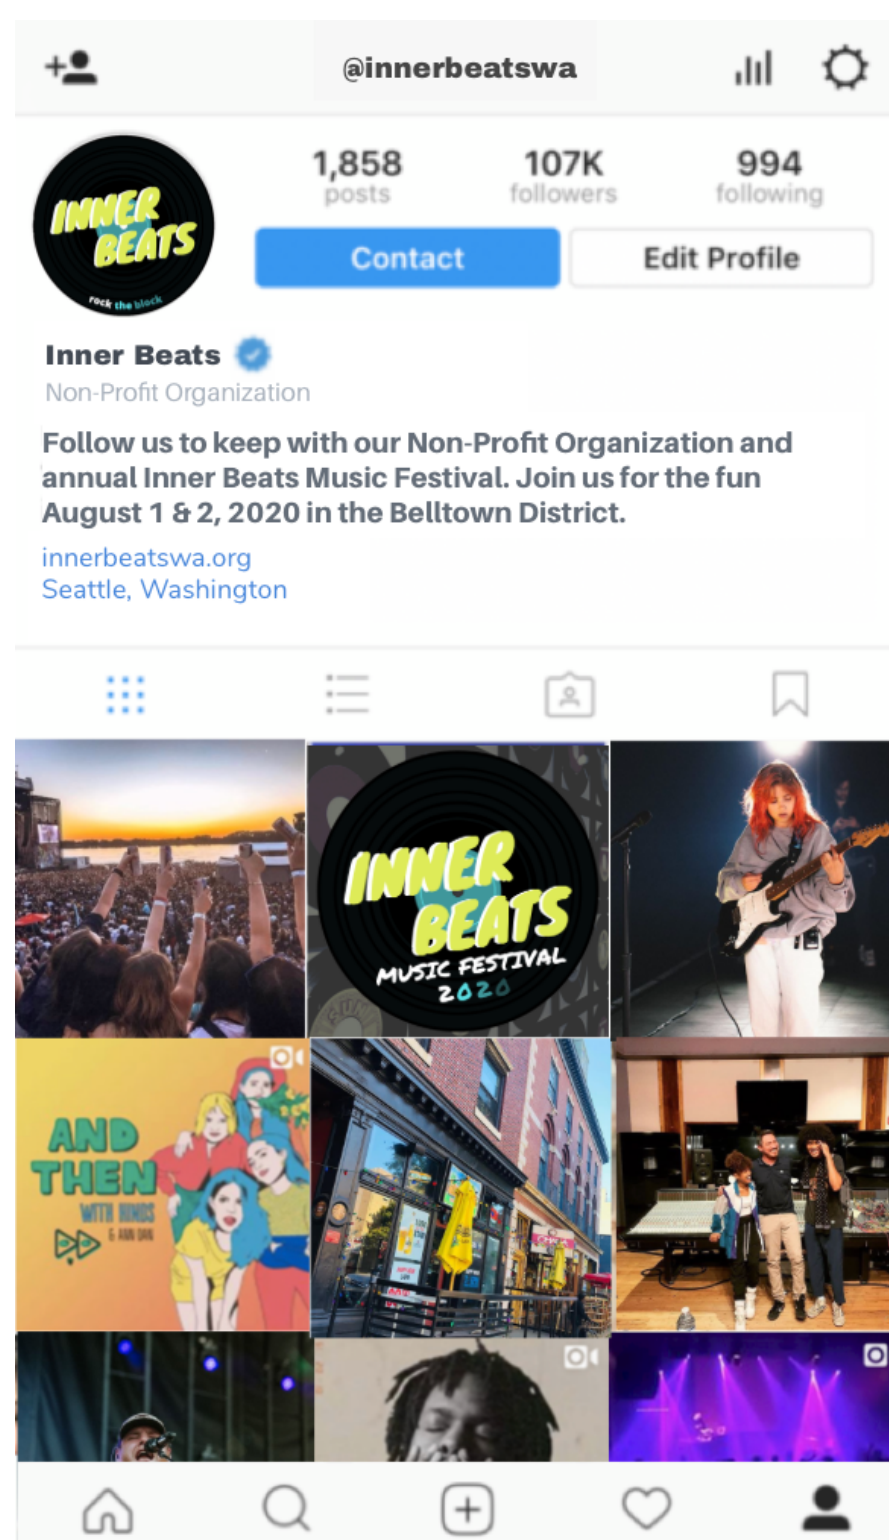 @innerbeatswa
1,858
107K
994
posts
followers
following
INNER
BEATS
rock the block
Contact
Edit Profile
Inner Beats
Non-Profit Organization
Follow us to keep with our Non-Profit Organization and
annual Inner Beats Music Festival. Join us for the fun
August 1 & 2, 2020 in the Belltown District.
innerbeatswa.org
Seattle, Washington
INNER
BEATS
MUSIC FESTIVAL
2020
AND
THEN
WITH HINDS